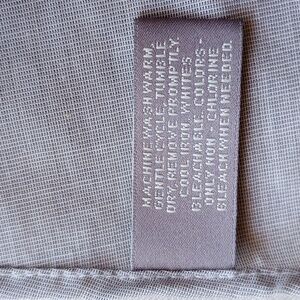 MACHINE WASH WARM,
GENTLE CYCLE, TUMBLE
DRY, REMOVE PROMPTLY.
COOL IRON, WHITES
BLEACHABLE, COLORS -
ONLY NON - CHLORINE
BLEACH WHEN NEEDED.